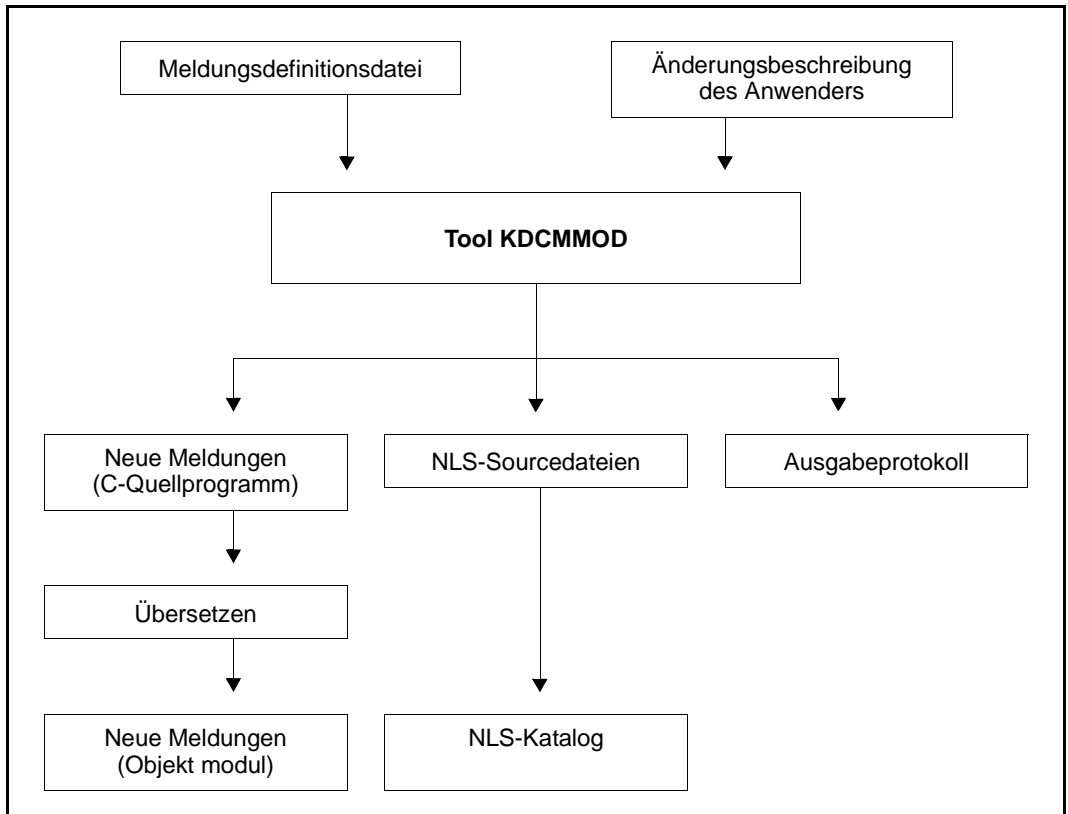 Meldungsdefinitionsdatei
Änderungsbeschreibung
des Anwenders
Tool KDCMMOD
Neue Meldungen
(C-Quellprogramm)
NLS-Sourcedateien
Ausgabeprotokoll
Übersetzen
Neue Meldungen
(Objekt modul)
NLS-Katalog